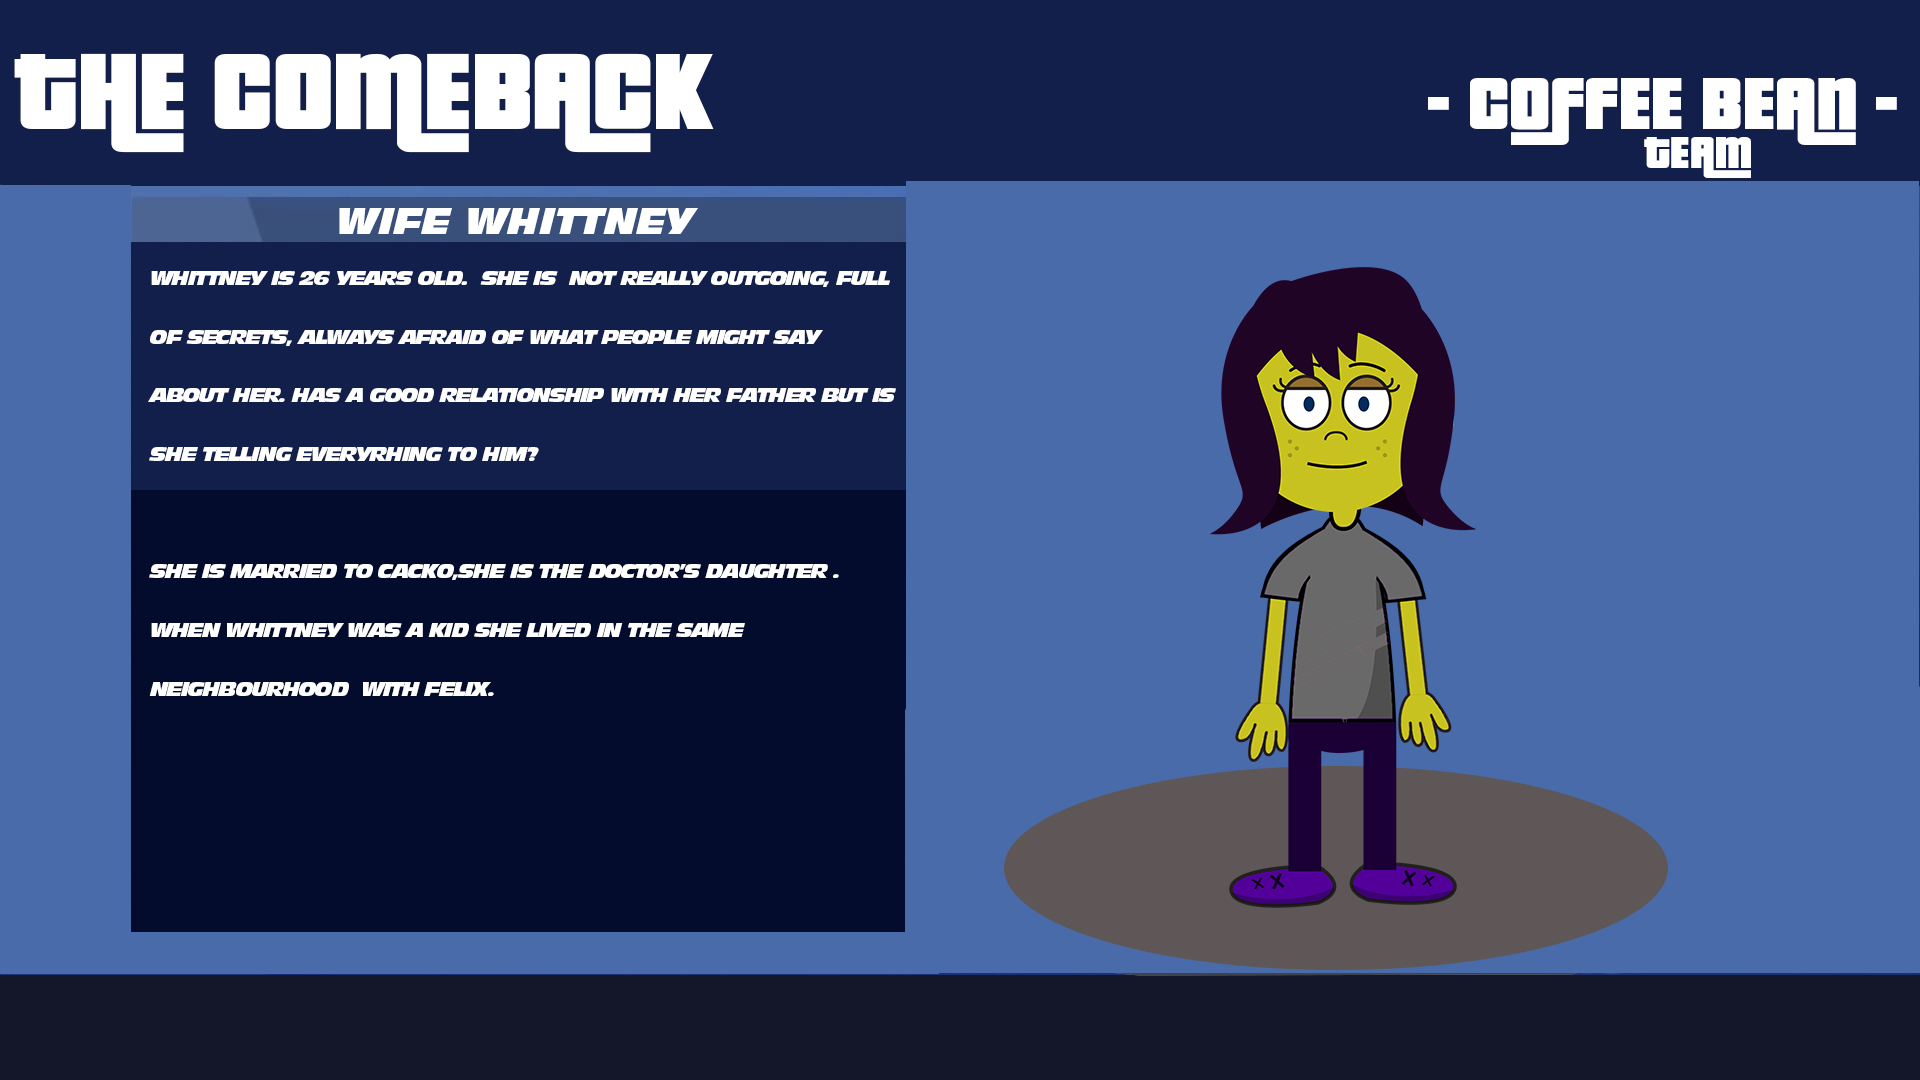 THE COMEBACK
- COFFEE BEAN -
TEAM
WIFE WHITTNEY
WHITTNEY IS 26 YEARS OLD. SHE IS NOT REALLY OUTGOING, FULL
OF SECRETS, ALWAYS AFRAID OF WHAT PEOPLE MIGHT SAY
ABOUT HER. HAS A GOOD RELATIONSHIP WITH HER FATHER BUT IS
SHE TELLING EVERYRHING TO HIM?
SHE IS MARRIED TO CACKO,SHE IS THE DOCTOR'S DAUGHTER .
WHEN WHITTNEY WAS A KID SHE LIVED IN THE SAME
NEIGHBOURHOOD WITH FELIX.